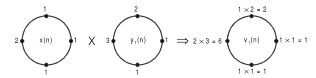 1 2 1 × 2 = 2
2 x(n) 1 X 3 y₁(n) 1 ⇒ 2 × 3 = 6 v₁(n) 1 × 1 = 1
1 1 1 × 1 = 1